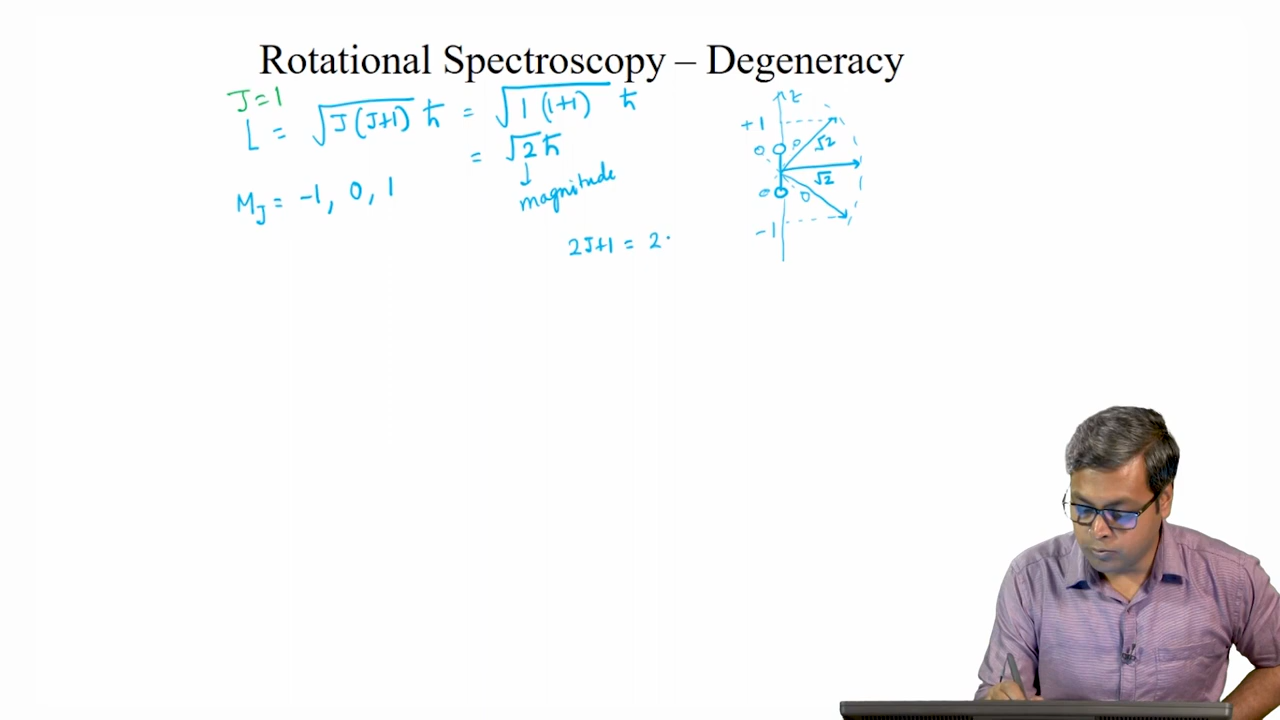 Rotational Spectroscopy – Degeneracy
J=1
L = √J(J+1) ℏ = √1(1+1) ℏ
= √2 ℏ
↓
magnitude
M_J = -1, 0, 1
2J+1 = 2·
z
+1
0
√2
√2
0
-1